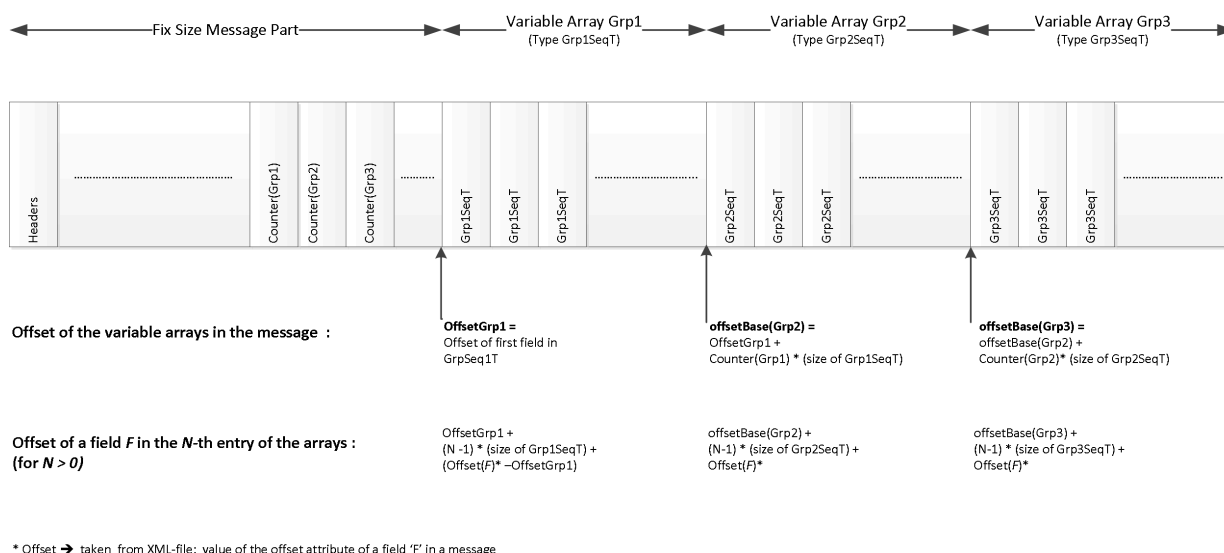 Fix Size Message Part
Variable Array Grp1
(Type Grp1SeqT)
Variable Array Grp2
(Type Grp2SeqT)
Variable Array Grp3
(Type Grp3SeqT)
Headers
Counter(Grp1)
Counter(Grp2)
Counter(Grp3)
Grp1SeqT
Grp1SeqT
Grp1SeqT
Grp2SeqT
Grp2SeqT
Grp2SeqT
Grp3SeqT
Grp3SeqT
Grp3SeqT
Offset of the variable arrays in the message :
OffsetGrp1 =
Offset of first field in
GrpSeq1T
offsetBase(Grp2) =
OffsetGrp1 +
Counter(Grp1) * (size of Grp1SeqT)
offsetBase(Grp3) =
offsetBase(Grp2) +
Counter(Grp2)* (size of Grp2SeqT)
Offset of a field F in the N-th entry of the arrays :
(for N > 0)
OffsetGrp1 +
(N -1) * (size of Grp1SeqT) +
(Offset(F)* –OffsetGrp1)
offsetBase(Grp2) +
(N-1) * (size of Grp2SeqT) +
Offset(F)*
offsetBase(Grp3) +
(N-1) * (size of Grp3SeqT) +
Offset(F)*
* Offset ➔ taken from XML-file: value of the offset attribute of a field ‘F’ in a message